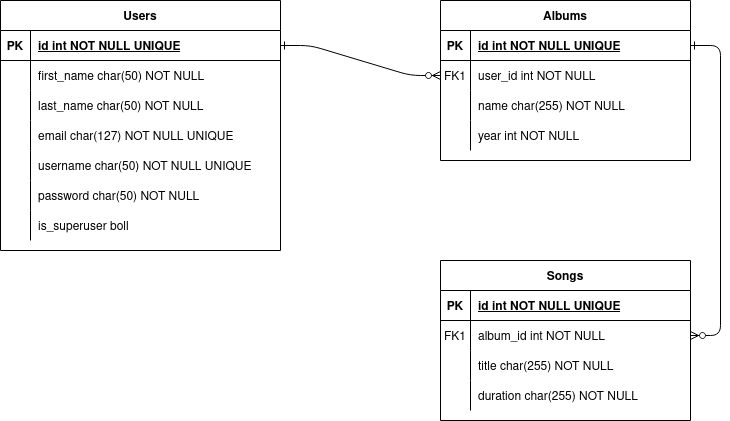 Users
PK id int NOT NULL UNIQUE
first_name char(50) NOT NULL
last_name char(50) NOT NULL
email char(127) NOT NULL UNIQUE
username char(50) NOT NULL UNIQUE
password char(50) NOT NULL
is_superuser boll
Albums
PK id int NOT NULL UNIQUE
FK1 user_id int NOT NULL
name char(255) NOT NULL
year int NOT NULL
Songs
PK id int NOT NULL UNIQUE
FK1 album_id int NOT NULL
title char(255) NOT NULL
duration char(255) NOT NULL